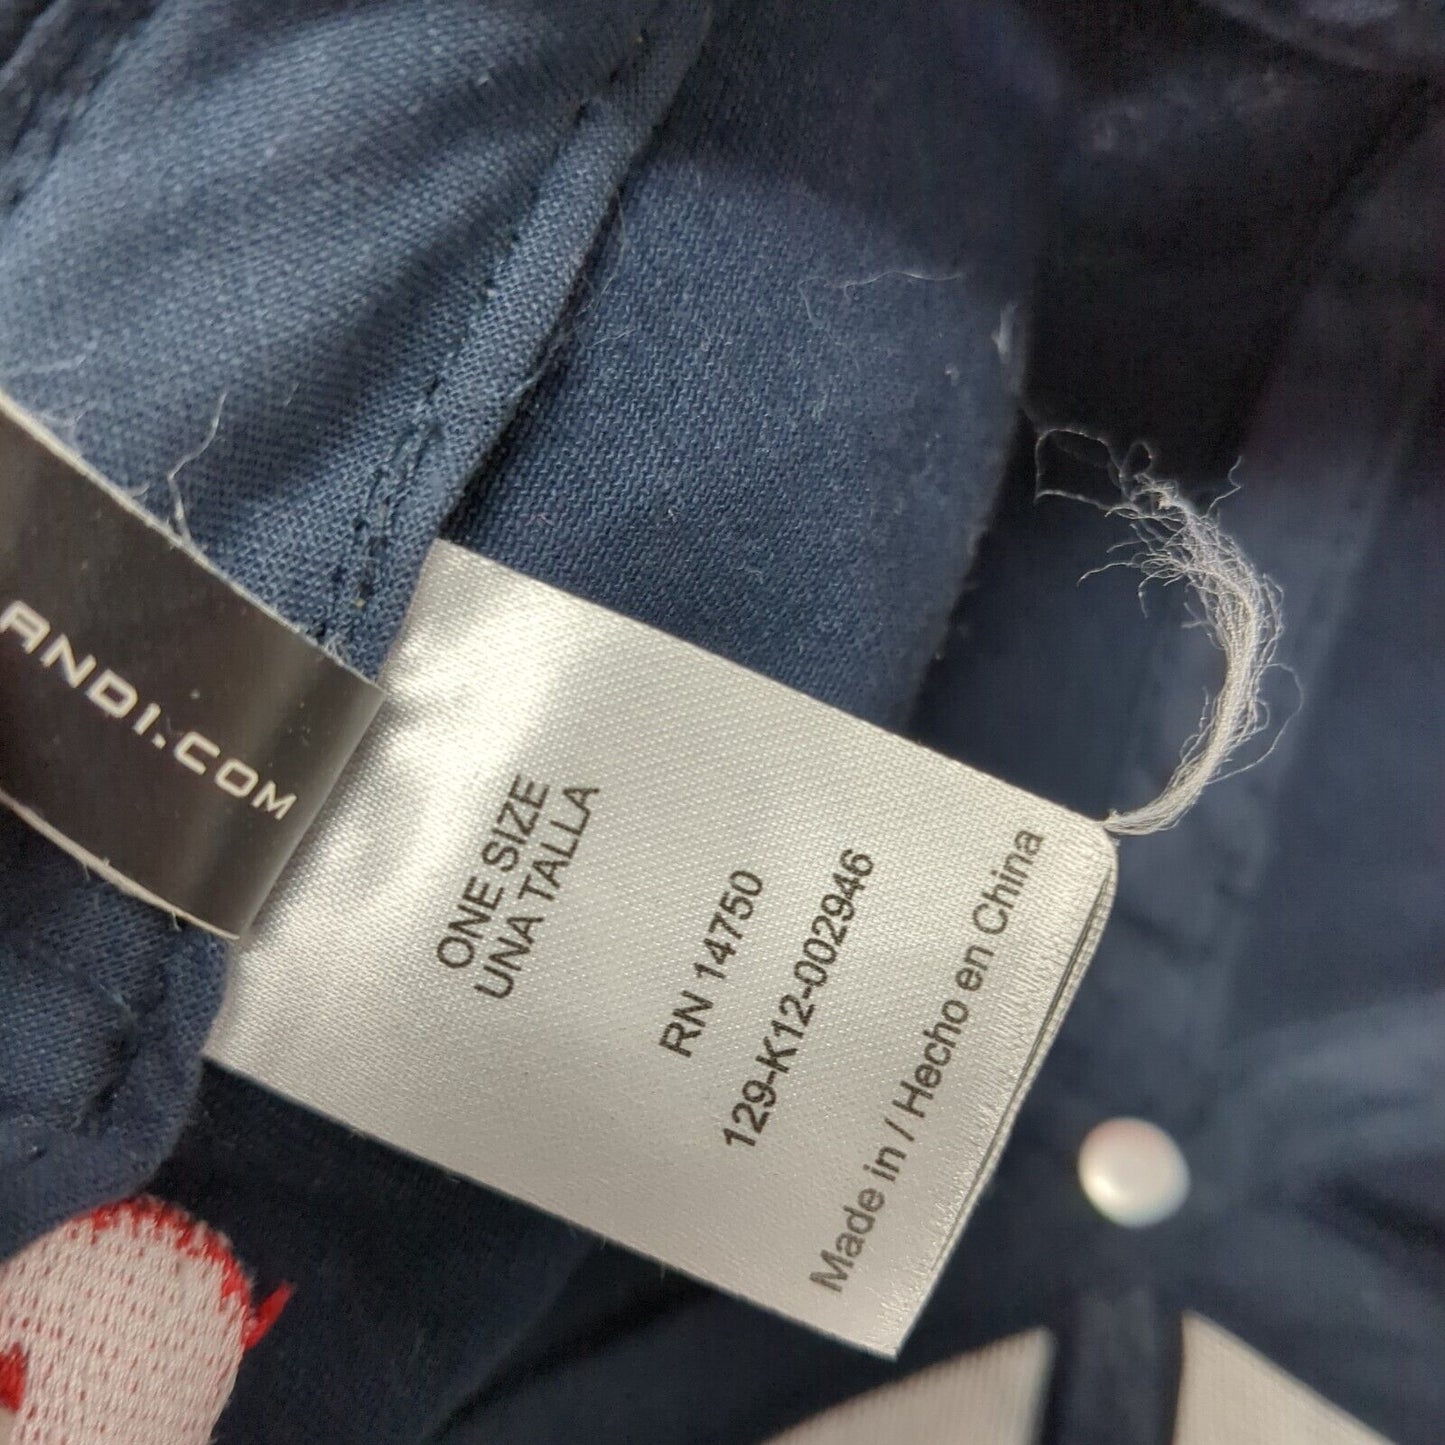 ANDI.COM
ONE SIZE
UNA TALLA
RN 14750
129-K12-002946
Made in / Hecho en China